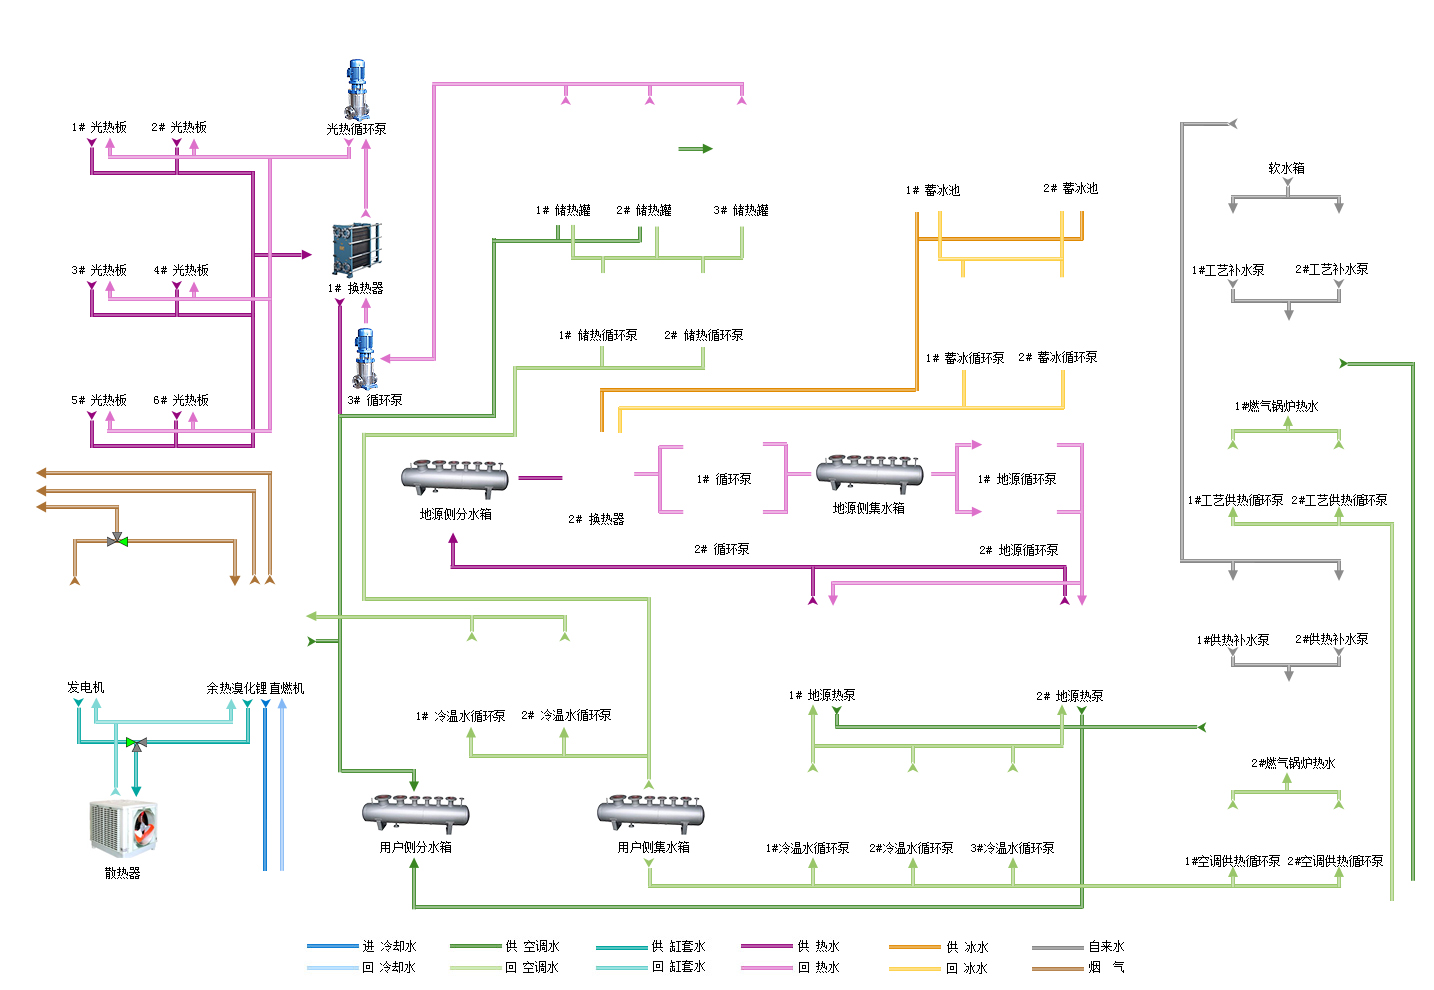 1# 光热板
2# 光热板
光热循环泵
软水箱
1# 蓄冰池
2# 蓄冰池
1# 储热罐
2# 储热罐
3# 储热罐
3# 光热板
4# 光热板
1# 换热器
1#工艺补水泵
2#工艺补水泵
1# 储热循环泵
2# 储热循环泵
1# 蓄冰循环泵
2# 蓄冰循环泵
5# 光热板
6# 光热板
3# 循环泵
1#燃气锅炉热水
1# 循环泵
1# 地源循环泵
地源侧分水箱
2# 换热器
地源侧集水箱
1#工艺供热循环泵
2#工艺供热循环泵
2# 循环泵
2# 地源循环泵
1#供热补水泵
2#供热补水泵
发电机
余热溴化锂
直燃机
1# 冷温水循环泵
2# 冷温水循环泵
1# 地源热泵
2# 地源热泵
2#燃气锅炉热水
用户侧分水箱
用户侧集水箱
1#冷温水循环泵
2#冷温水循环泵
3#冷温水循环泵
1#空调供热循环泵
2#空调供热循环泵
散热器
进 冷却水
供 空调水
供 缸套水
供 热水
供 冰水
自来水
回 冷却水
回 空调水
回 缸套水
回 热水
回 冰水
烟 气